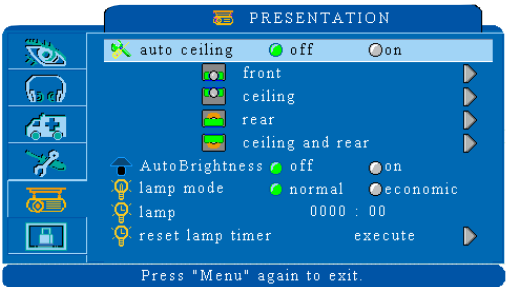 PRESENTATION
auto ceiling off on
front
ceiling
rear
ceiling and rear
AutoBrightness off on
lamp mode normal economic
lamp 0000 : 00
reset lamp timer execute
Press "Menu" again to exit.